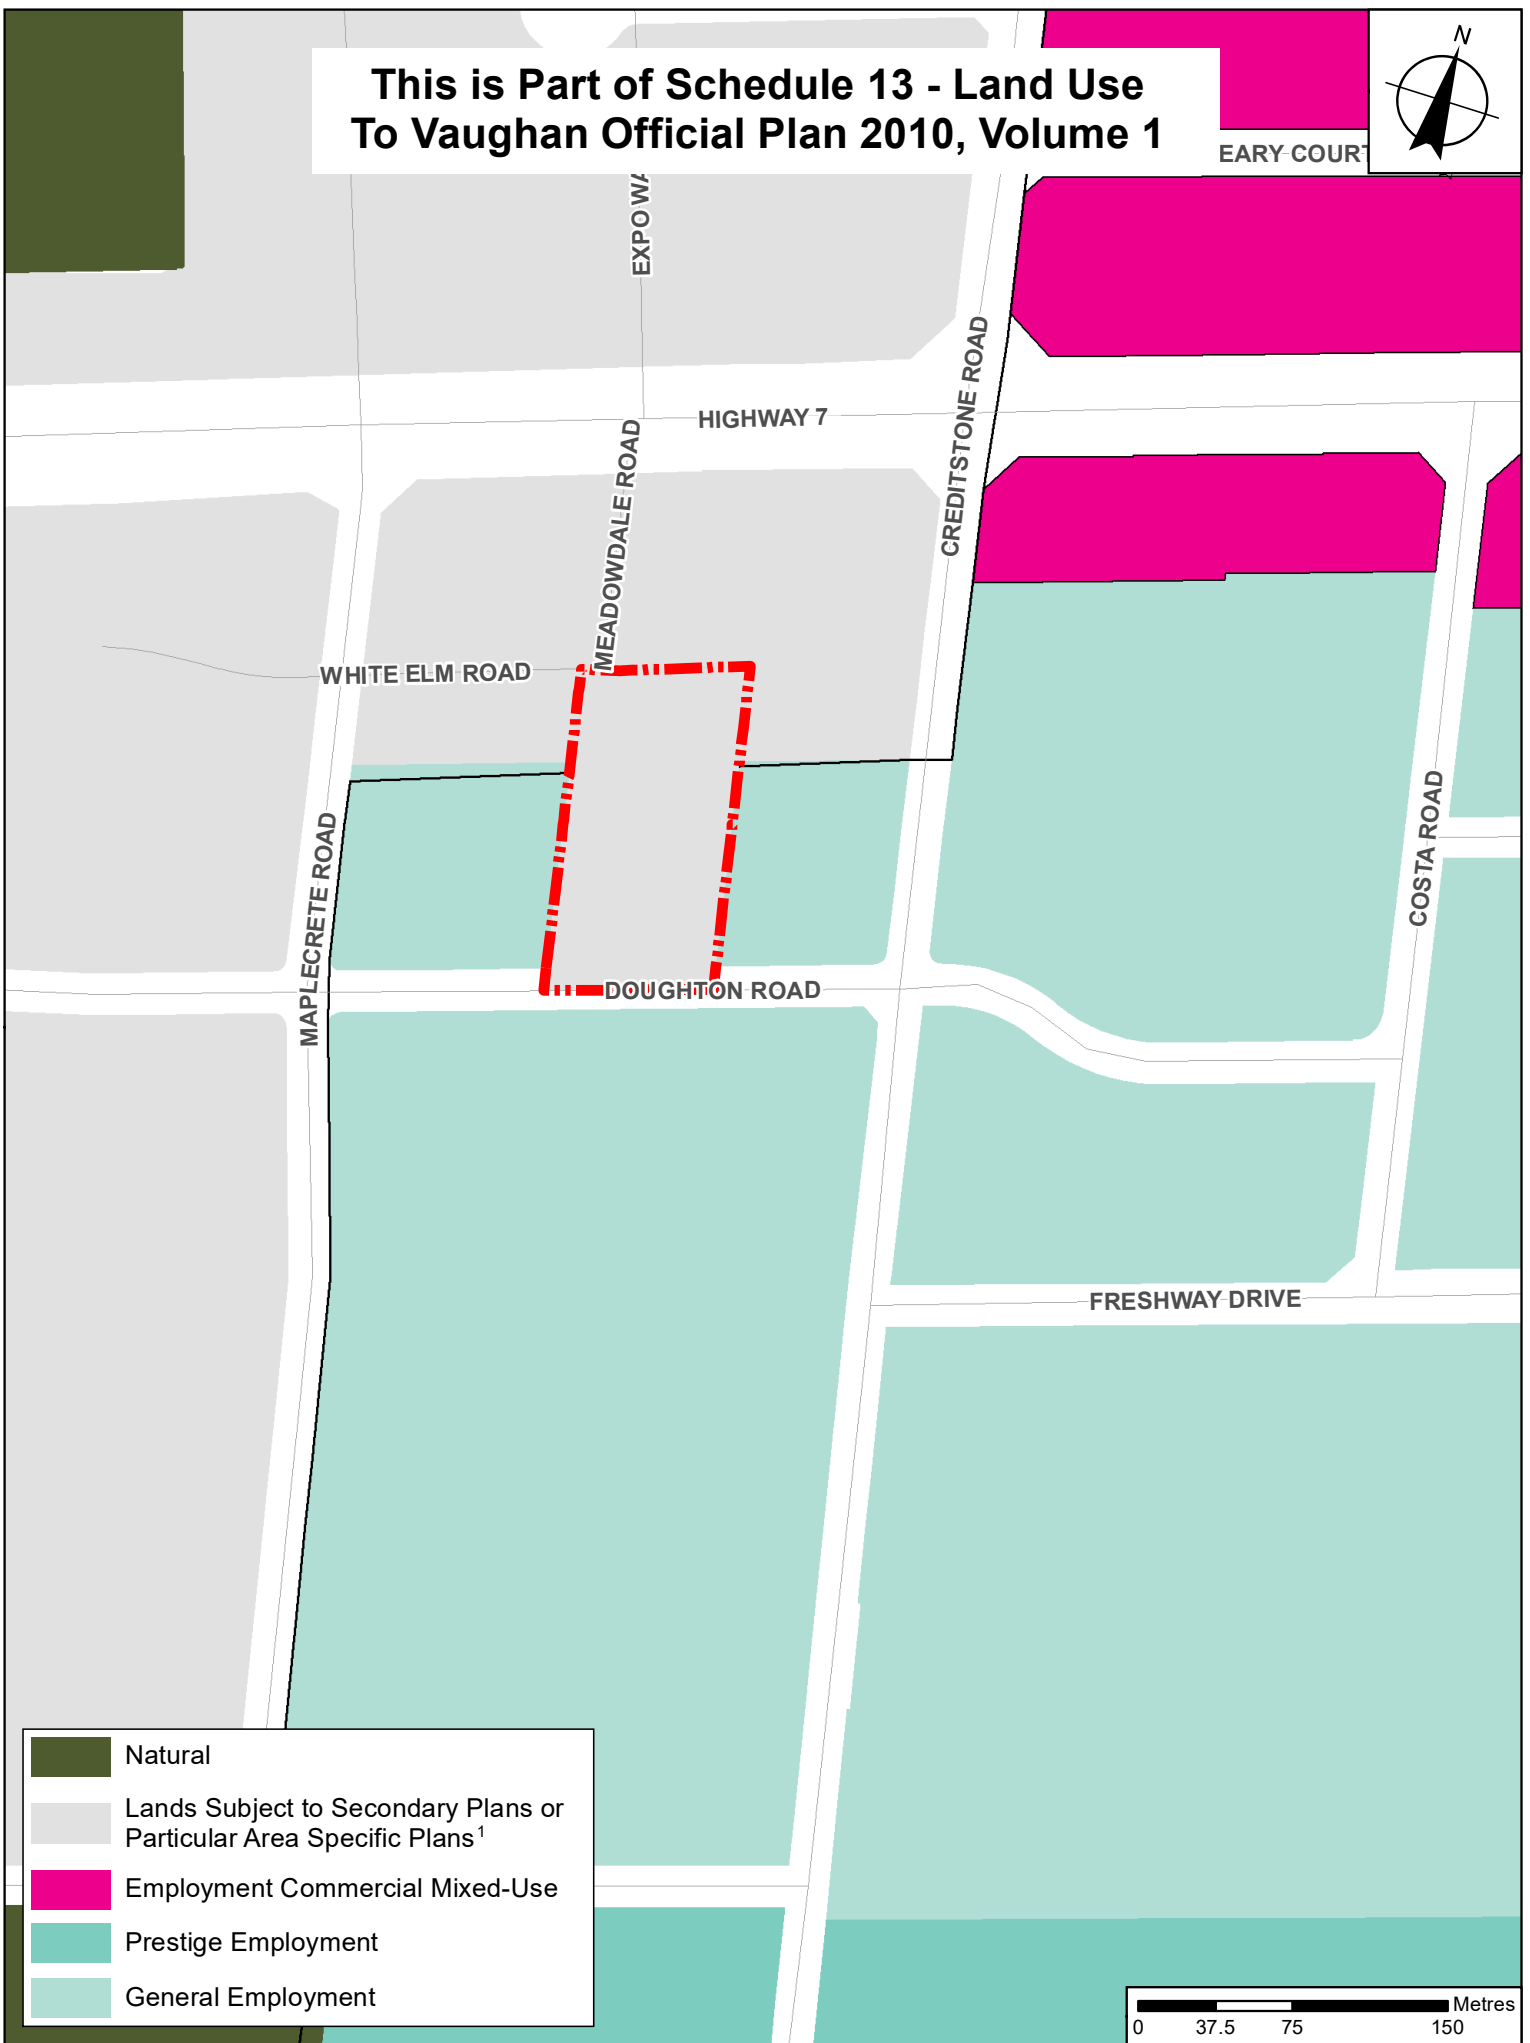 This is Part of Schedule 13 - Land Use
To Vaughan Official Plan 2010, Volume 1
N
EARY COURT
EXPO WA
CREDITSTONE ROAD
HIGHWAY 7
MEADOWDALE ROAD
WHITE ELM ROAD
MAPLECRETE ROAD
COSTA ROAD
DOUGHTON ROAD
FRESHWAY DRIVE
Natural
Lands Subject to Secondary Plans or
Particular Area Specific Plans¹
Employment Commercial Mixed-Use
Prestige Employment
General Employment
Metres
0 37.5 75 150